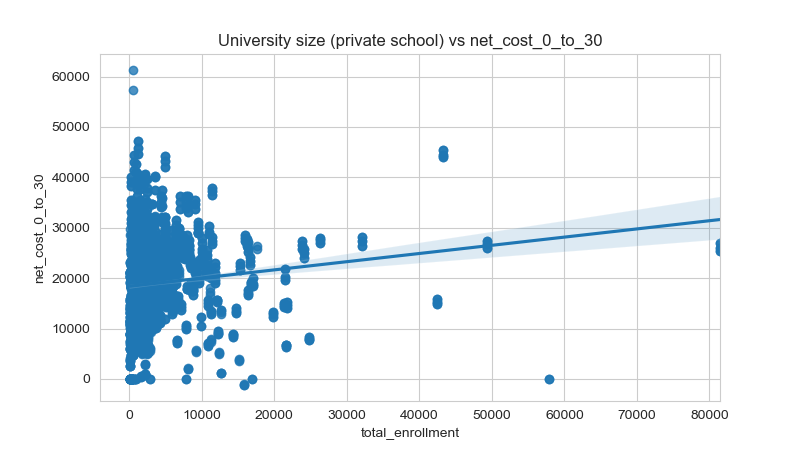 University size (private school) vs net_cost_0_to_30
60000
50000
40000
30000
20000
10000
0
net_cost_0_to_30
0 10000 20000 30000 40000 50000 60000 70000 80000
total_enrollment